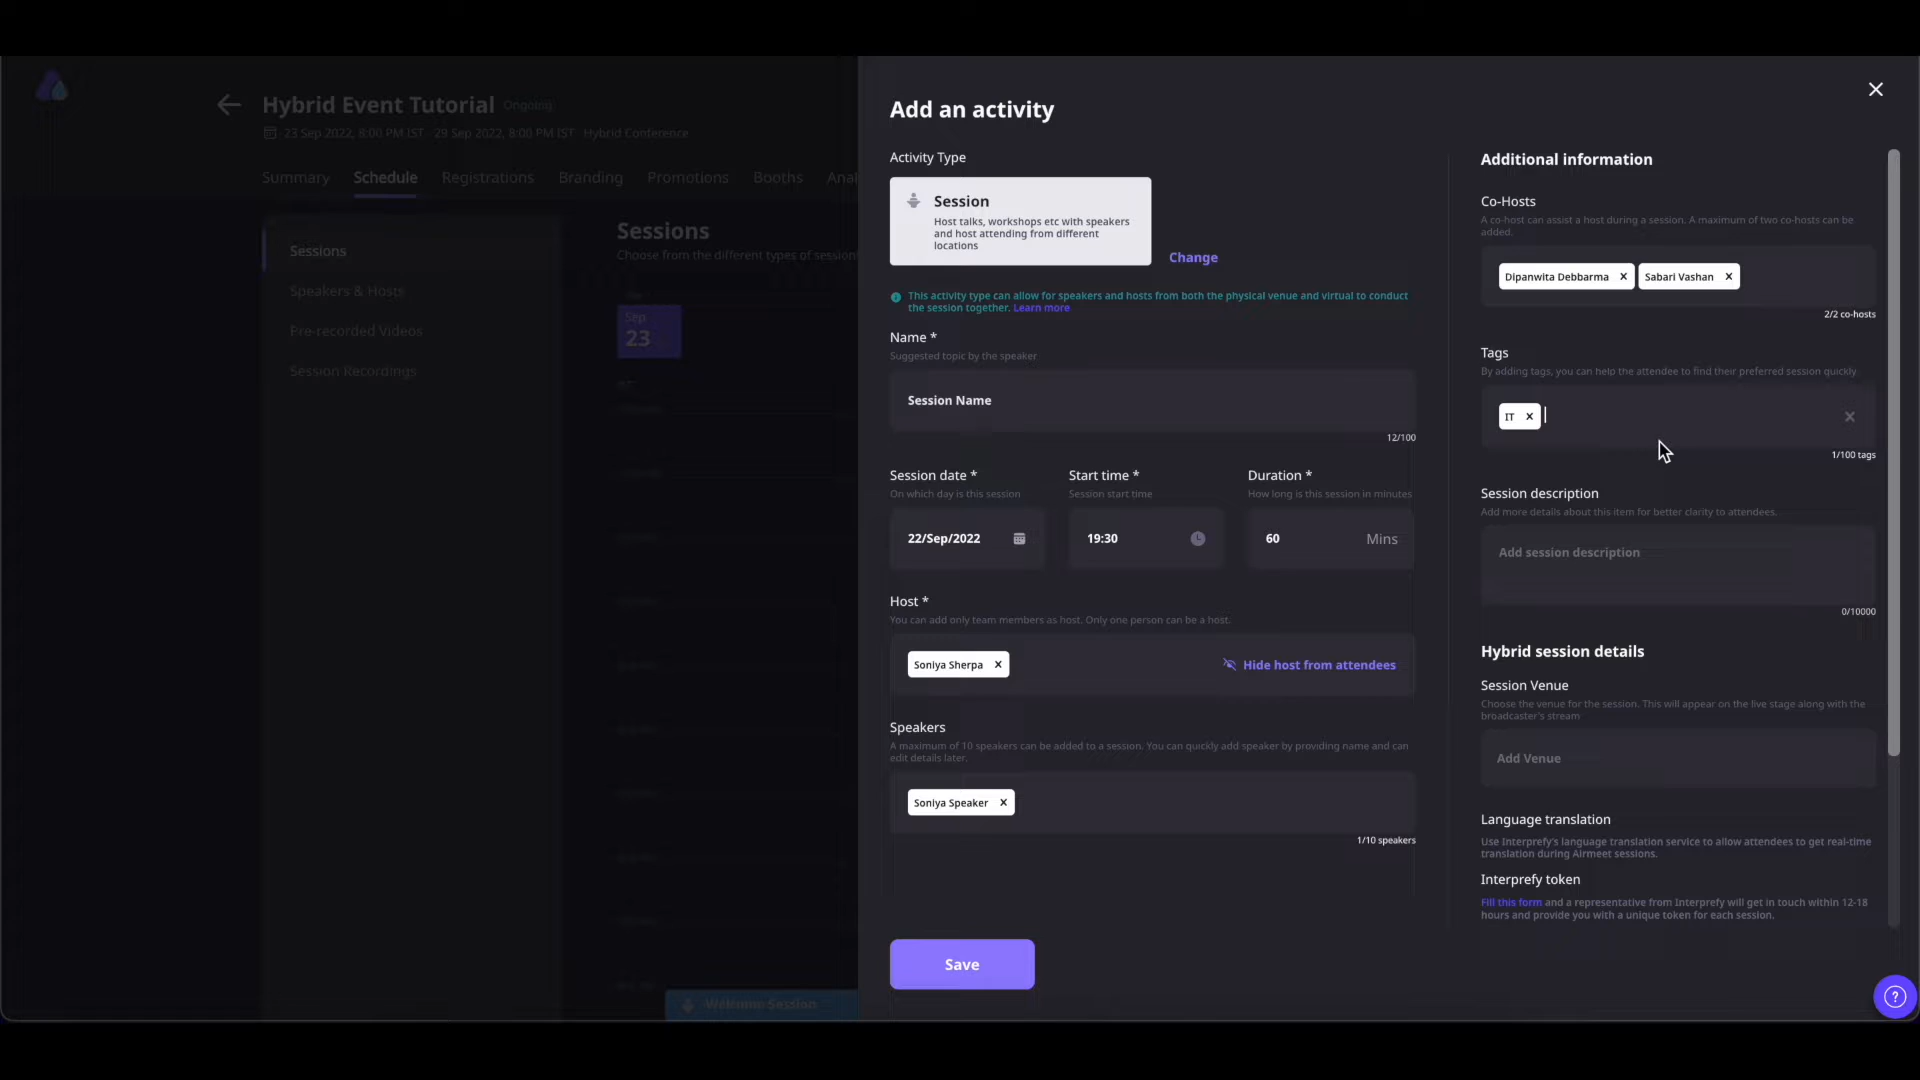 Hybrid Event Tutorial Ongoing
23 Sep 2022, 8:00 PM IST - 29 Sep 2022, 8:00 PM IST Hybrid Conference
Summary Schedule Registrations Branding Promotions Booths Anal
Sessions
Speakers & Hosts
Pre-recorded Videos
Session Recordings
Sessions
Choose from the different types of session
Sep
23
Welcome Session
Add an activity
Activity Type
Session
Host talks, workshops etc with speakers
and host attending from different
locations
Change
This activity type can allow for speakers and hosts from both the physical venue and virtual to conduct
the session together. Learn more
Name *
Suggested topic by the speaker
Session Name
12/100
Session date *
On which day is this session
22/Sep/2022
Start time *
Session start time
19:30
Duration *
How long is this session in minutes
60 Mins
Host *
You can add only team members as host. Only one person can be a host.
Soniya Sherpa
Hide host from attendees
Speakers
A maximum of 10 speakers can be added to a session. You can quickly add speaker by providing name and can
edit details later.
Soniya Speaker
1/10 speakers
Save
Additional information
Co-Hosts
A co-host can assist a host during a session. A maximum of two co-hosts can be
added.
Dipanwita Debbarma Sabari Vashan
2/2 co-hosts
Tags
By adding tags, you can help the attendee to find their preferred session quickly
IT
1/100 tags
Session description
Add more details about this item for better clarity to attendees.
Add session description
0/10000
Hybrid session details
Session Venue
Choose the venue for the session. This will appear on the live stage along with the
broadcaster's stream
Add Venue
Language translation
Use Interprefy's language translation service to allow attendees to get real-time
translation during Airmeet sessions.
Interprefy token
Fill this form and a representative from Interprefy will get in touch within 12-18
hours and provide you with a unique token for each session.
?